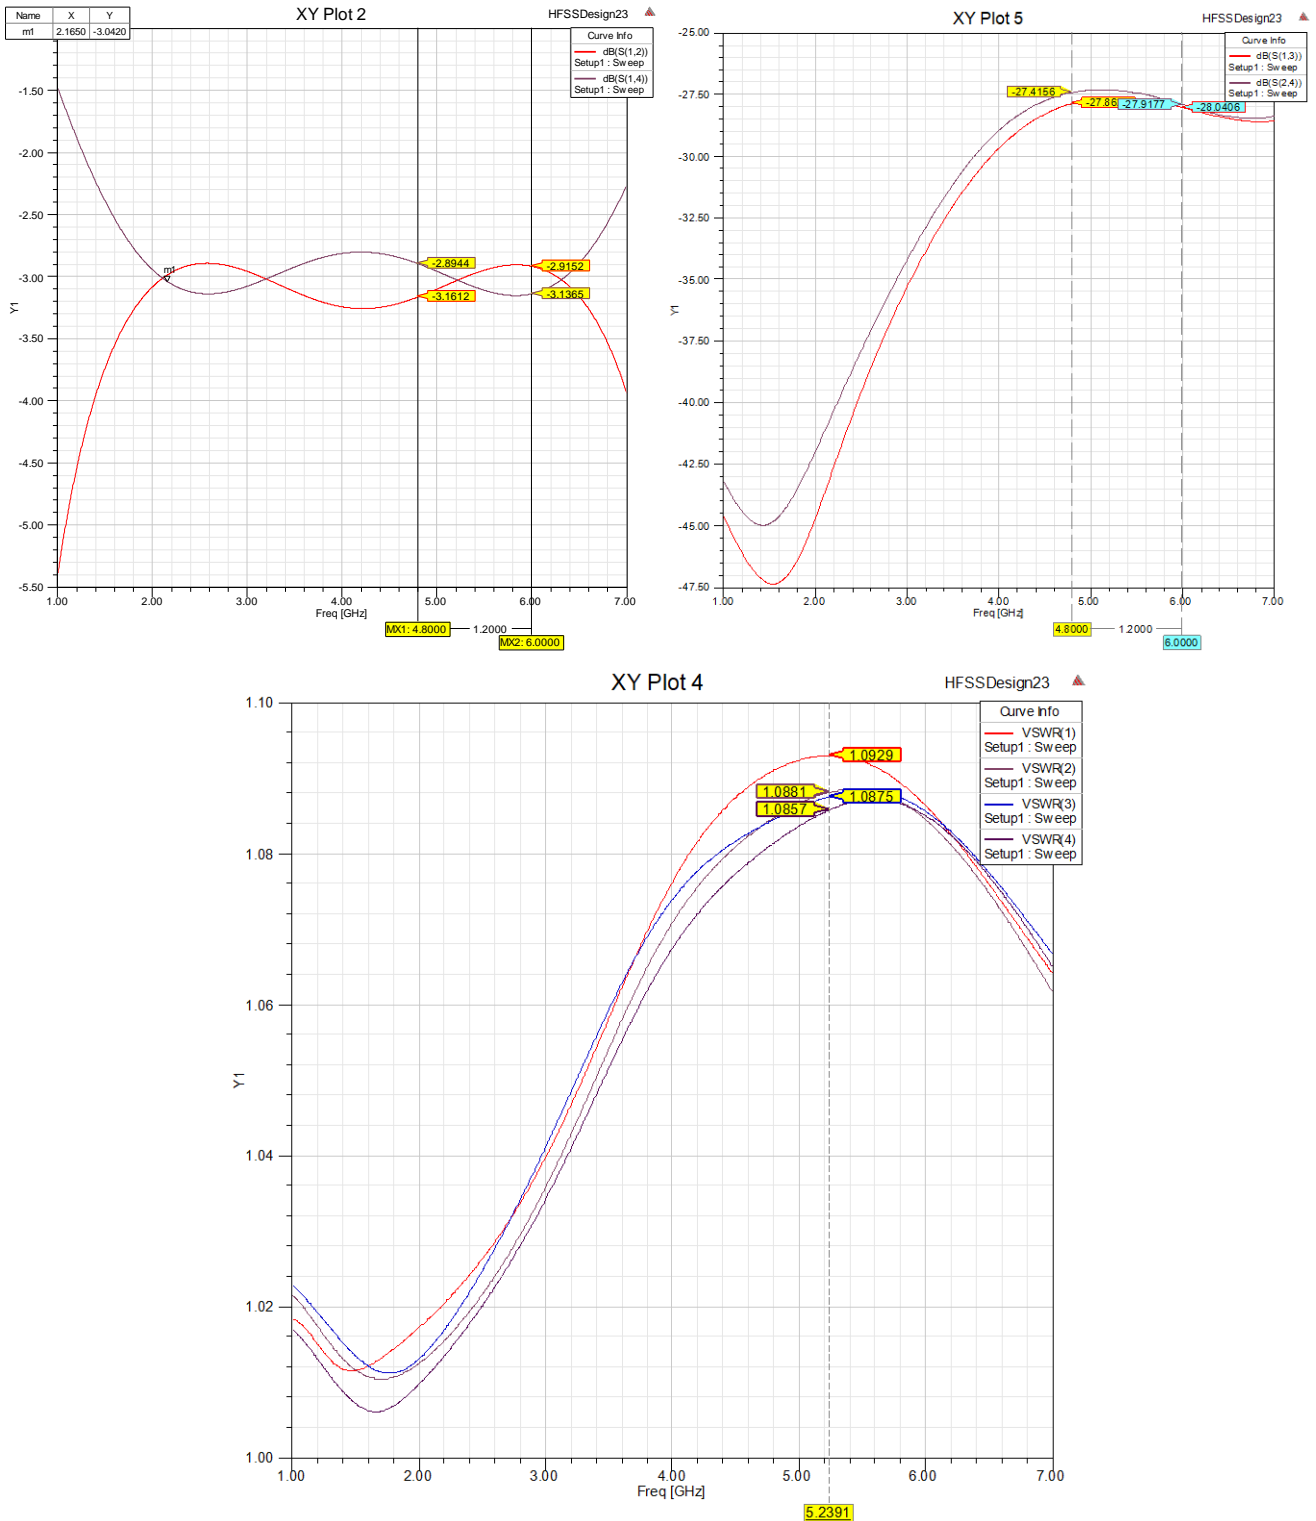 XY Plot 2
HFSSDesign23
Name X Y
m1 2.1650 -3.0420
Curve Info
dB(S(1,2))
Setup1 : Sweep
dB(S(1,4))
Setup1 : Sweep
-1.50
-2.00
-2.50
-3.00
-3.50
-4.00
-4.50
-5.00
-5.50
Y1
m1
-2.8944
-2.9152
-3.1612
-3.1365
1.00 2.00 3.00 4.00 5.00 6.00 7.00
Freq [GHz]
MX1: 4.8000 1.2000
MX2: 6.0000
XY Plot 5
HFSSDesign23
Curve Info
dB(S(1,3))
Setup1 : Sweep
dB(S(2,4))
Setup1 : Sweep
-25.00
-27.50
-30.00
-32.50
-35.00
-37.50
-40.00
-42.50
-45.00
-47.50
Y1
-27.4156
-27.86
-27.9177
-28.0406
1.00 2.00 3.00 4.00 5.00 6.00 7.00
Freq [GHz]
4.8000 1.2000
6.0000
XY Plot 4
HFSSDesign23
Curve Info
VSWR(1)
Setup1 : Sweep
VSWR(2)
Setup1 : Sweep
VSWR(3)
Setup1 : Sweep
VSWR(4)
Setup1 : Sweep
1.10
1.08
1.06
1.04
1.02
1.00
Y1
1.0929
1.0881
1.0875
1.0857
1.00 2.00 3.00 4.00 5.00 6.00 7.00
Freq [GHz]
5.2391